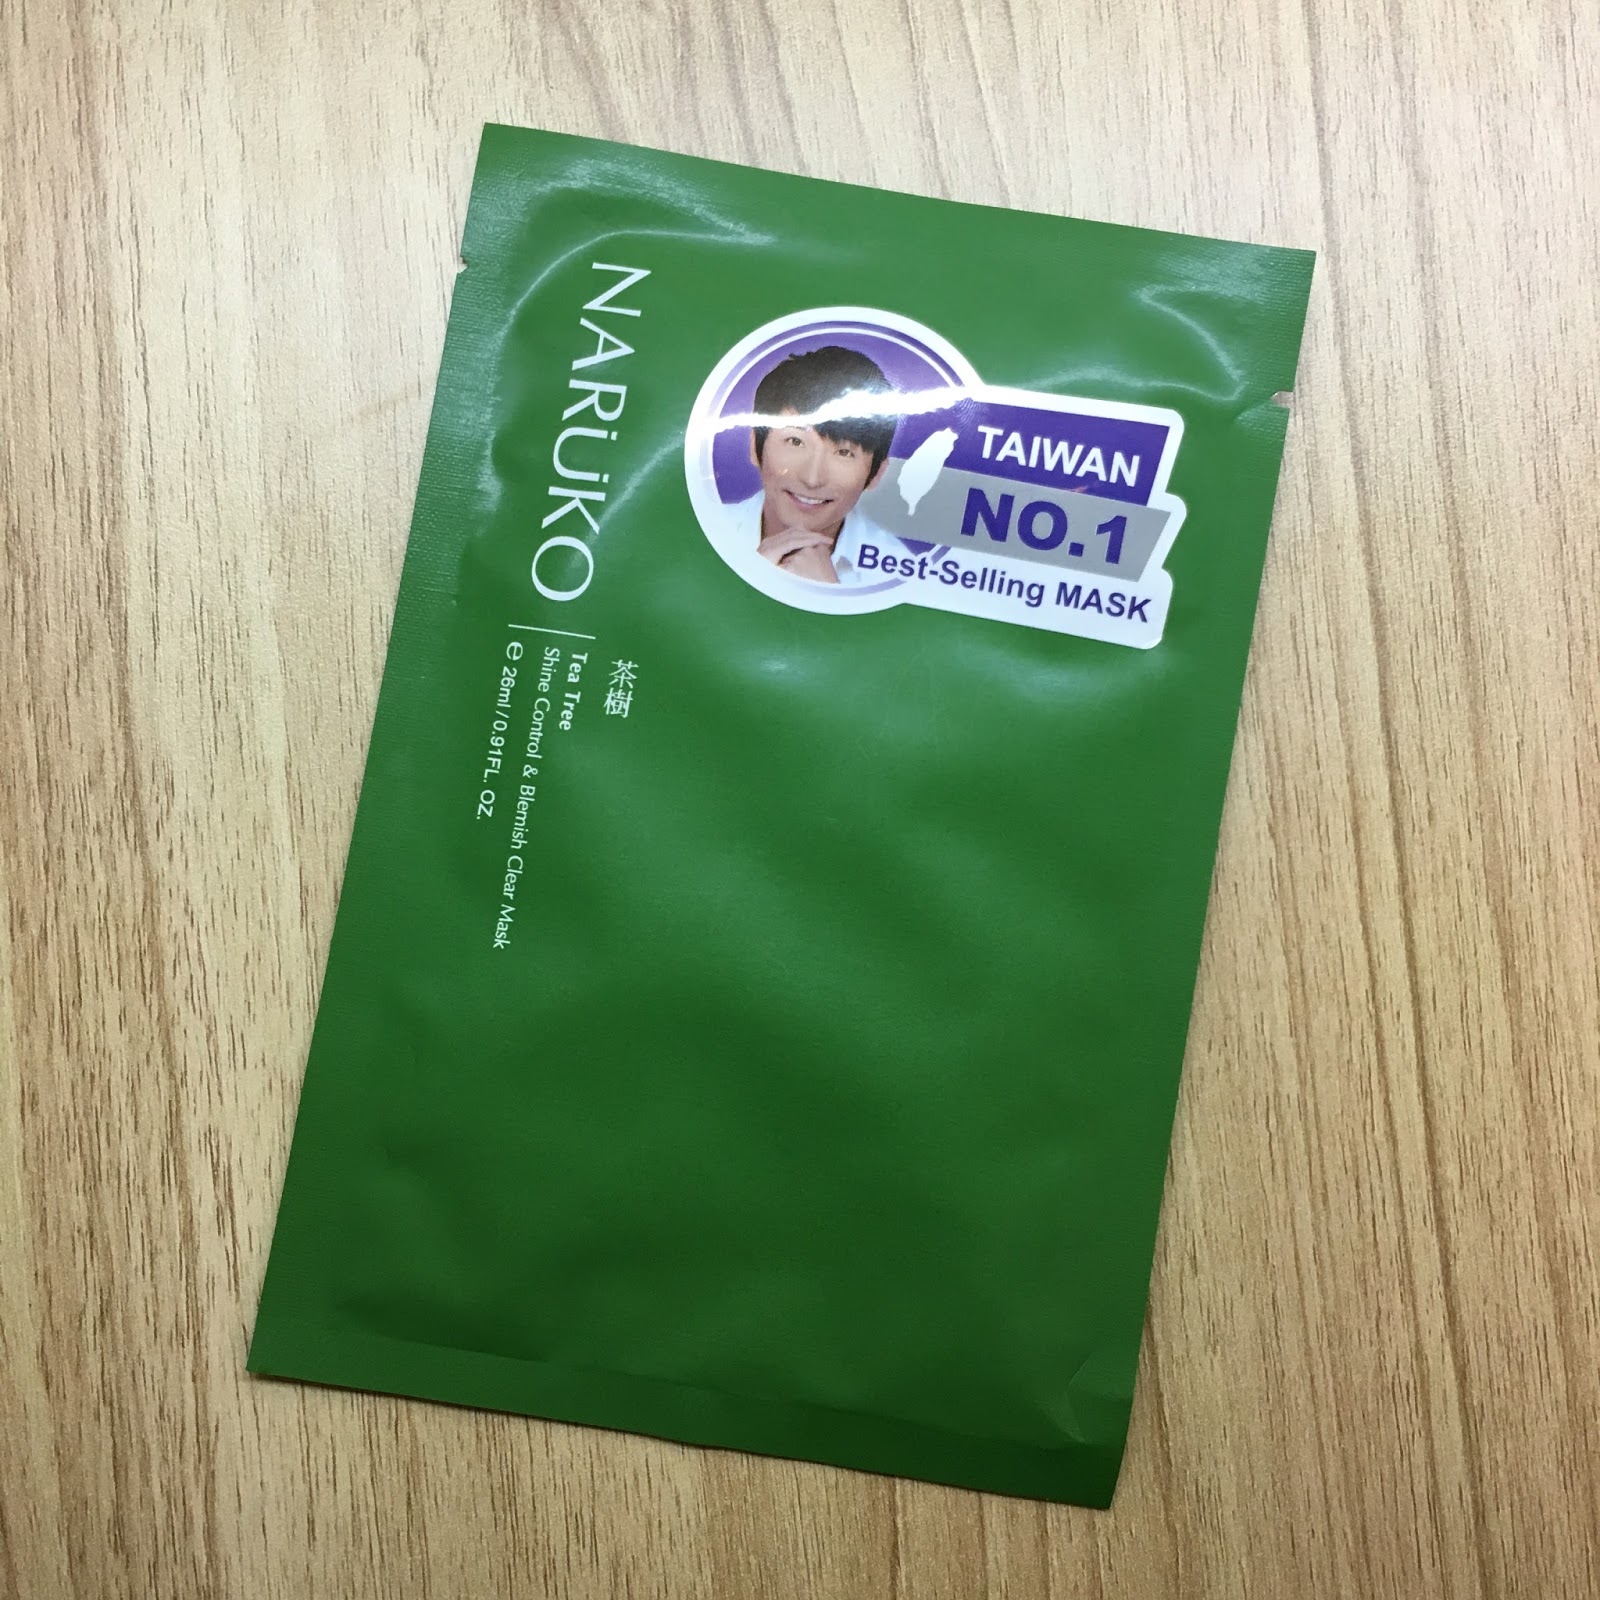 NARÜKO
茶樹
Tea Tree
Shine Control & Blemish Clear Mask
℮ 26ml / 0.91FL. OZ.
TAIWAN
NO.1
Best-Selling MASK